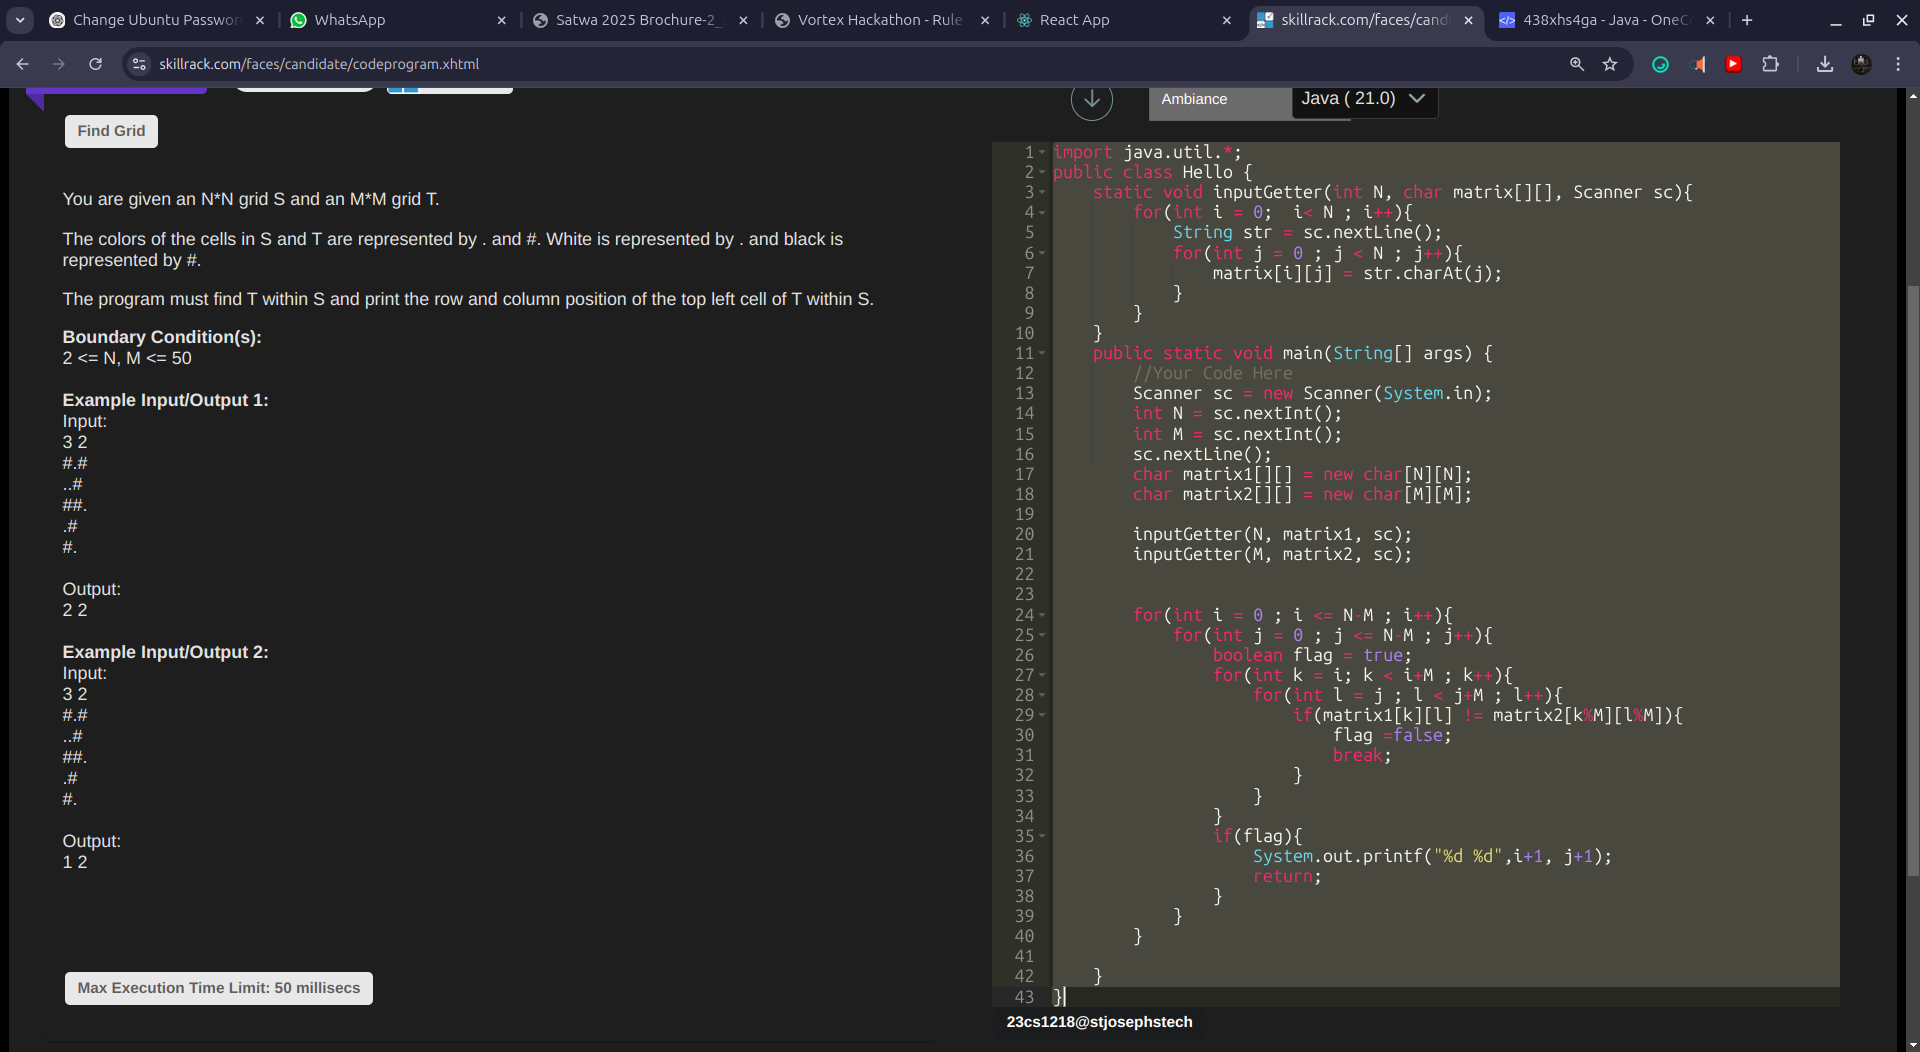 Change Ubuntu Passwor
WhatsApp
Satwa 2025 Brochure-2_
Vortex Hackathon - Rule
React App
skillrack.com/faces/cand
438xhs4ga - Java - OneCo
skillrack.com/faces/candidate/codeprogram.xhtml
Ambiance
Java ( 21.0)
Find Grid
You are given an N*N grid S and an M*M grid T.
The colors of the cells in S and T are represented by . and #. White is represented by . and black is
represented by #.
The program must find T within S and print the row and column position of the top left cell of T within S.
Boundary Condition(s):
2 <= N, M <= 50
Example Input/Output 1:
Input:
3 2
#.#
..#
##.
.#
#.
Output:
2 2
Example Input/Output 2:
Input:
3 2
#.#
..#
##.
.#
#.
Output:
1 2
Max Execution Time Limit: 50 millisecs
1 import java.util.*;
2 public class Hello {
3 static void inputGetter(int N, char matrix[][], Scanner sc){
4 for(int i = 0;  i< N ; i++){
5 String str = sc.nextLine();
6 for(int j = 0 ; j < N ; j++){
7 matrix[i][j] = str.charAt(j);
8 }
9 }
10 }
11 public static void main(String[] args) {
12 //Your Code Here
13 Scanner sc = new Scanner(System.in);
14 int N = sc.nextInt();
15 int M = sc.nextInt();
16 sc.nextLine();
17 char matrix1[][] = new char[N][N];
18 char matrix2[][] = new char[M][M];
19
20 inputGetter(N, matrix1, sc);
21 inputGetter(M, matrix2, sc);
22
23
24 for(int i = 0 ; i <= N-M ; i++){
25 for(int j = 0 ; j <= N-M ; j++){
26 boolean flag = true;
27 for(int k = i; k < i+M ; k++){
28 for(int l = j ; l < j+M ; l++){
29 if(matrix1[k][l] != matrix2[k%M][l%M]){
30 flag =false;
31 break;
32 }
33 }
34 }
35 if(flag){
36 System.out.printf("%d %d",i+1, j+1);
37 return;
38 }
39 }
40 }
41
42 }
43 }
23cs1218@stjosephstech